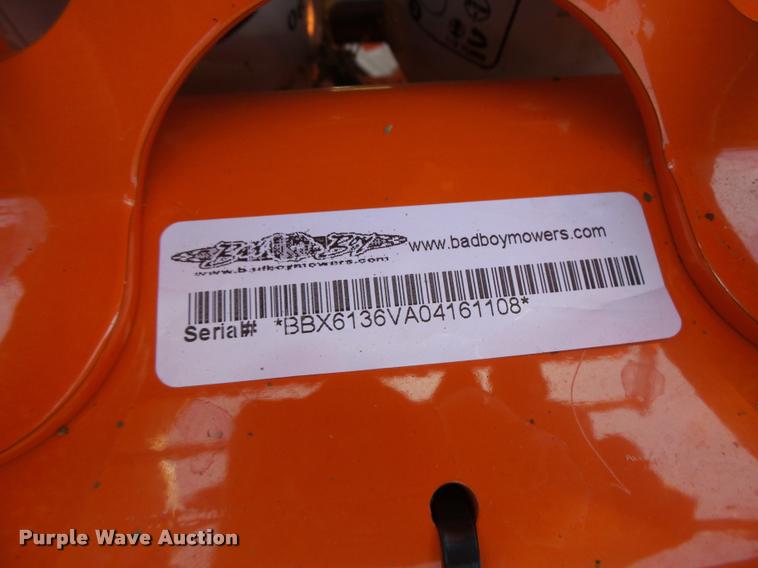 Bad Boy
www.badboymowers.com
www.badboymowers.com
Serial# *BBX6136VA04161108*
Purple Wave Auction